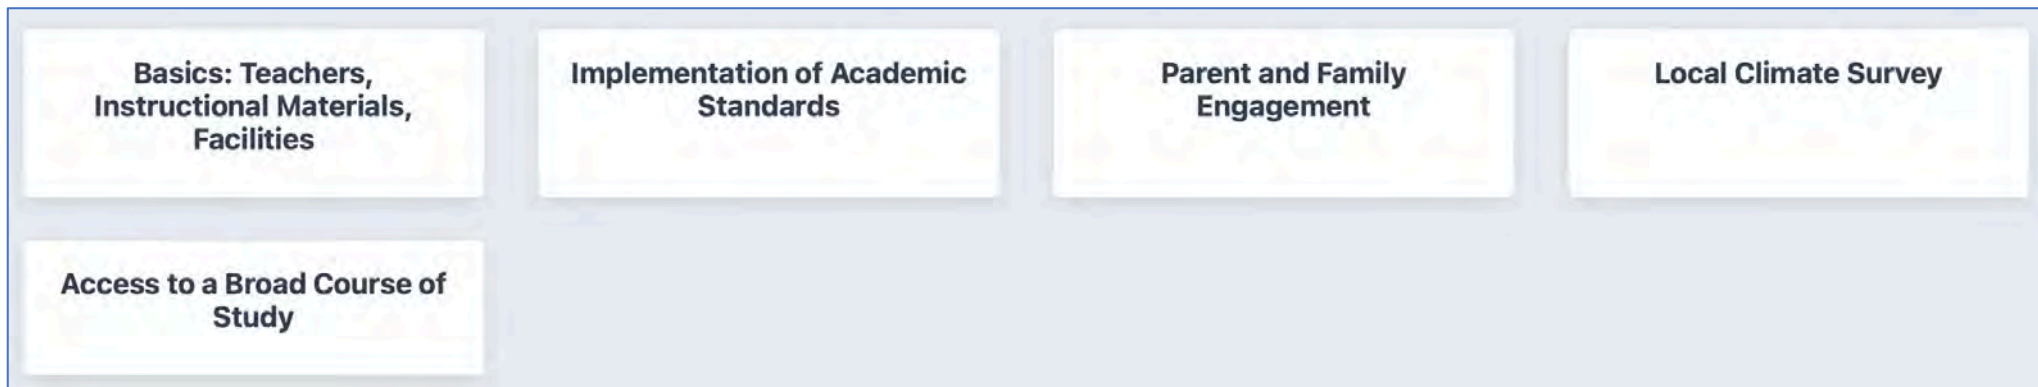 Basics: Teachers,
Instructional Materials,
Facilities
Implementation of Academic
Standards
Parent and Family
Engagement
Local Climate Survey
Access to a Broad Course of
Study